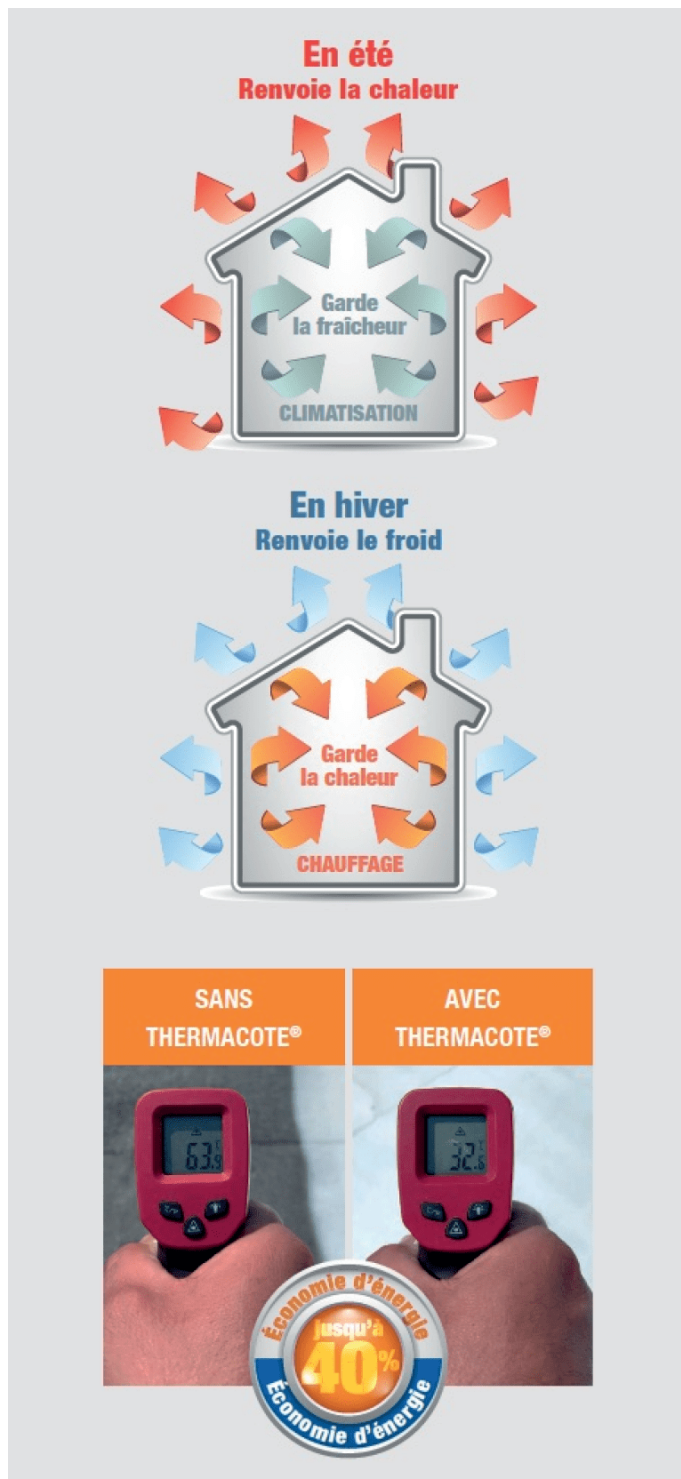 En été
Renvoie la chaleur
Garde
la fraîcheur
CLIMATISATION
En hiver
Renvoie le froid
Garde
la chaleur
CHAUFFAGE
SANS
THERMACOTE®
AVEC
THERMACOTE®
63.9
32.6
Économie d'énergie
jusqu'à
40%
Économie d'énergie